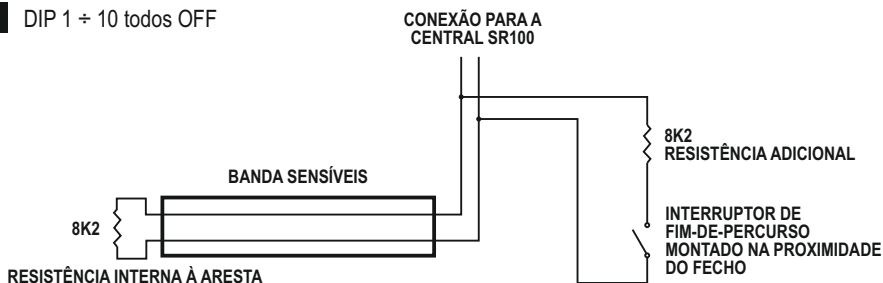 DIP 1 ÷ 10 todos OFF
CONEXÃO PARA A
CENTRAL SR100
8K2
RESISTÊNCIA ADICIONAL
BANDA SENSÍVEIS
8K2
INTERRUPTOR DE
FIM-DE-PERCURSO
MONTADO NA PROXIMIDADE
DO FECHO
RESISTÊNCIA INTERNA À ARESTA